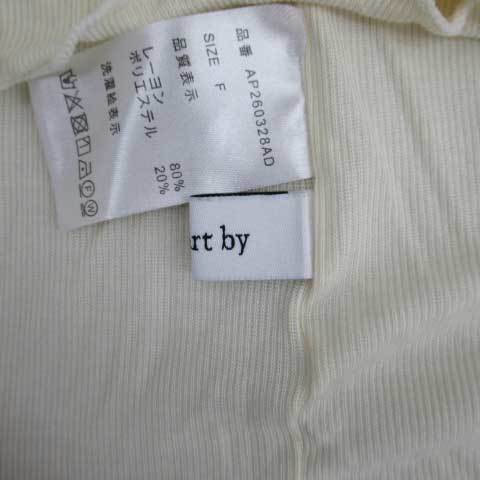 品番 AP260328AD
SIZE F
品質表示
レーヨン 80%
ポリエステル 20%
洗濯絵表示
F W
rt by